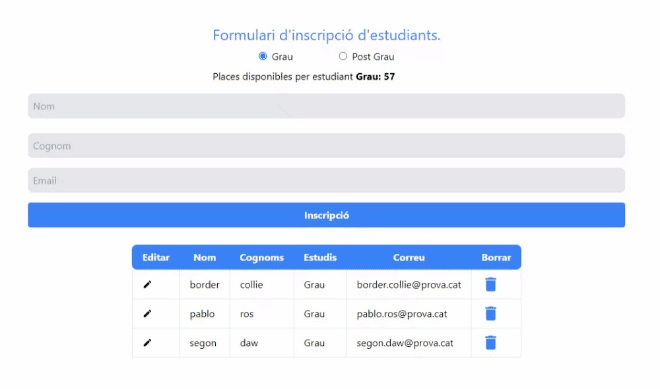 Formulari d'inscripció d'estudiants.
Grau Post Grau
Places disponibles per estudiant Grau: 57
Nom
Cognom
Email
Inscripció
Editar Nom Cognoms Estudis Correu Borrar
border collie Grau border.collie@prova.cat
pablo ros Grau pablo.ros@prova.cat
segon daw Grau segon.daw@prova.cat